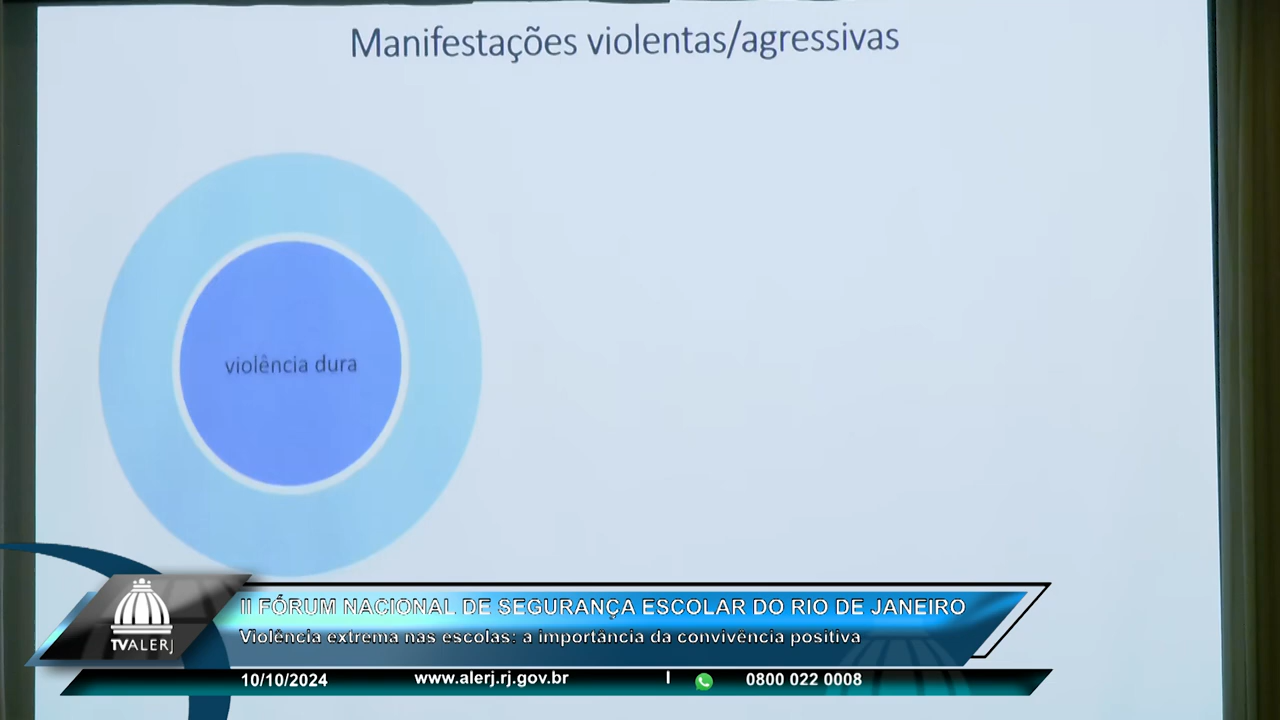 Manifestações violentas/agressivas
violência dura
II FÓRUM NACIONAL DE SEGURANÇA ESCOLAR DO RIO DE JANEIRO
Violência extrema nas escolas: a importância da convivência positiva
TVALERJ
10/10/2024 www.alerj.rj.gov.br | 0800 022 0008